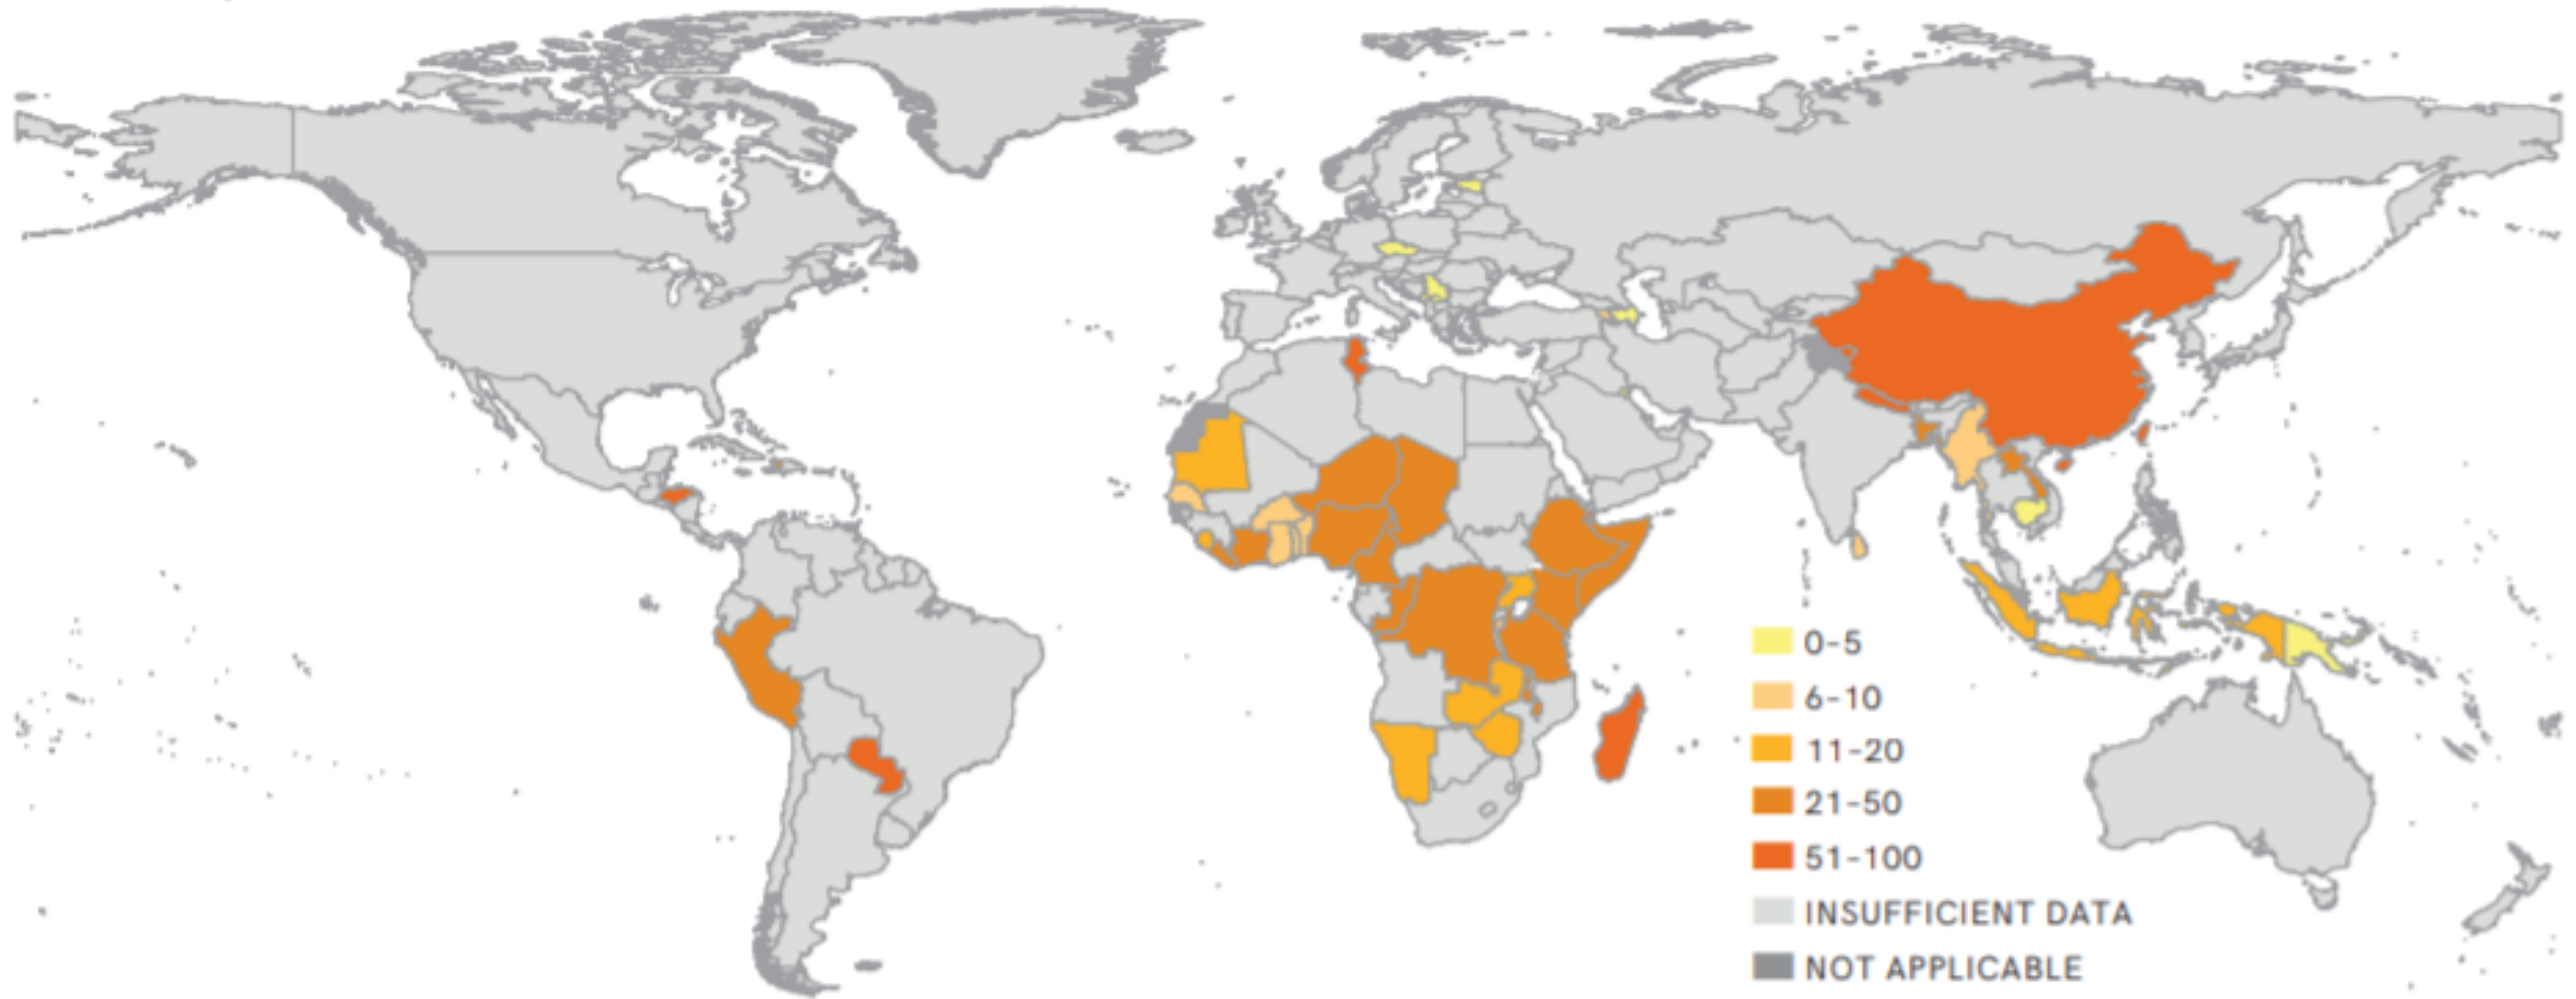 0-5
6-10
11-20
21-50
51-100
INSUFFICIENT DATA
NOT APPLICABLE